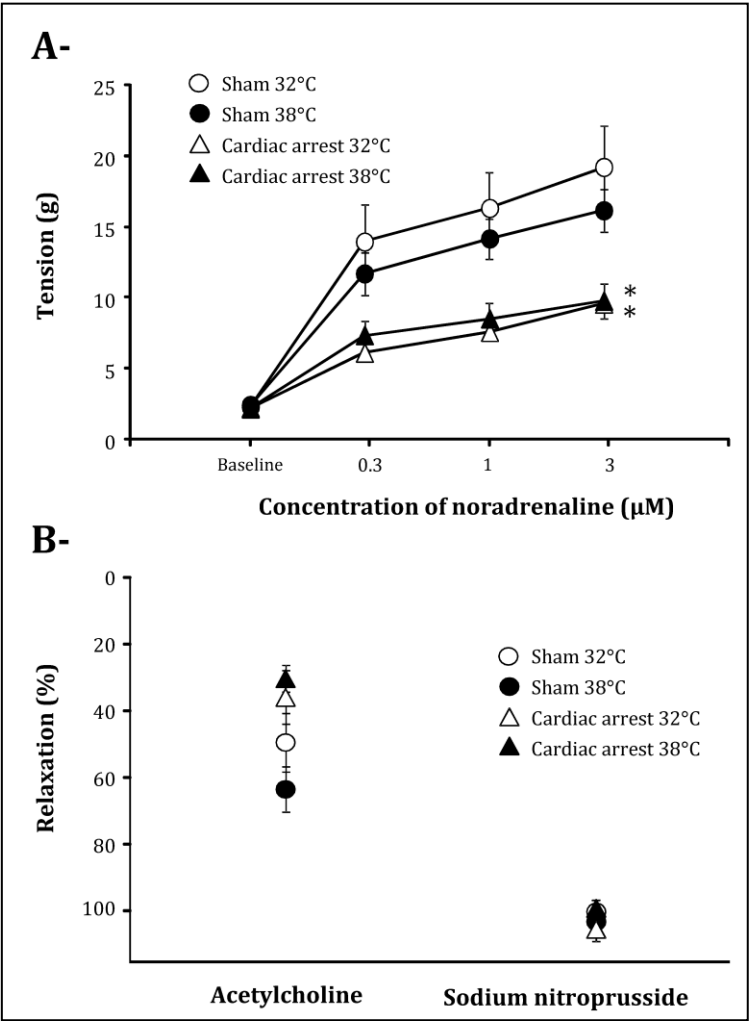 A-
25
20
15
10
5
0
Tension (g)
Sham 32°C
Sham 38°C
Cardiac arrest 32°C
Cardiac arrest 38°C
*
*
Baseline 0.3 1 3
Concentration of noradrenaline (µM)
B-
0
20
40
60
80
100
Relaxation (%)
Sham 32°C
Sham 38°C
Cardiac arrest 32°C
Cardiac arrest 38°C
Acetylcholine Sodium nitroprusside